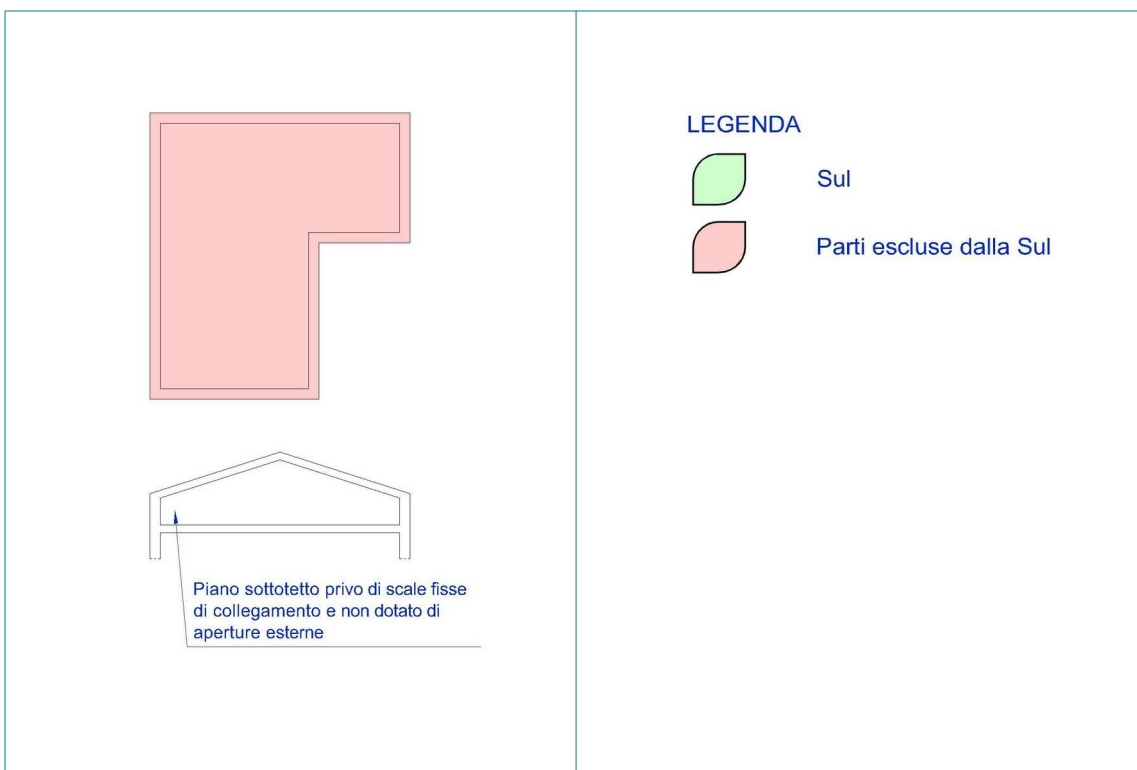 Piano sottotetto privo di scale fisse
di collegamento e non dotato di
aperture esterne
LEGENDA
Sul
Parti escluse dalla Sul